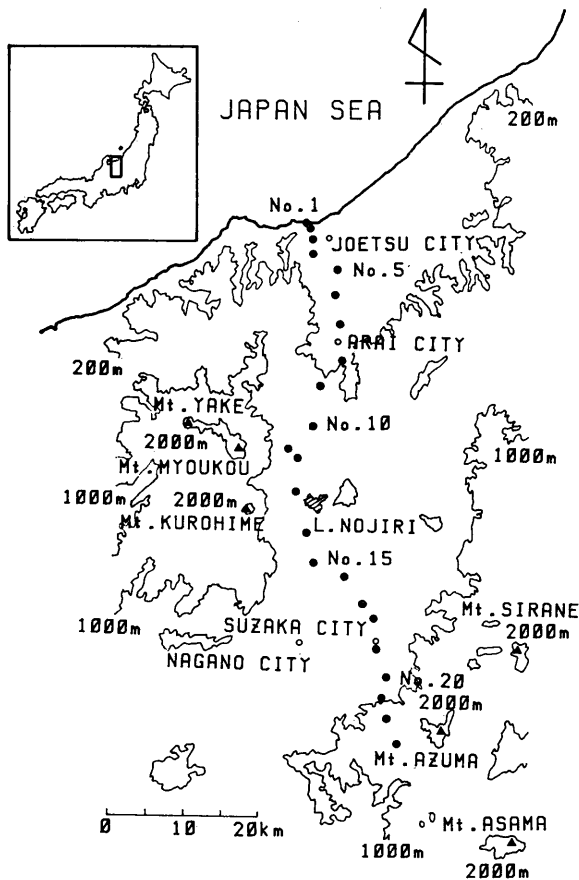 JAPAN SEA
200m
No.1
JOETSU CITY
No.5
ARAI CITY
200m
Mt.YAKE
No.10
2000m
1000m
Mt.MYOUKOU
1000m
2000m
Mt.KUROHIME
L.NOJIRI
No.15
Mt.SIRANE
1000m
SUZAKA CITY
2000m
NAGANO CITY
No.20
2000m
Mt.AZUMA
0 10 20km
Mt.ASAMA
1000m
2000m